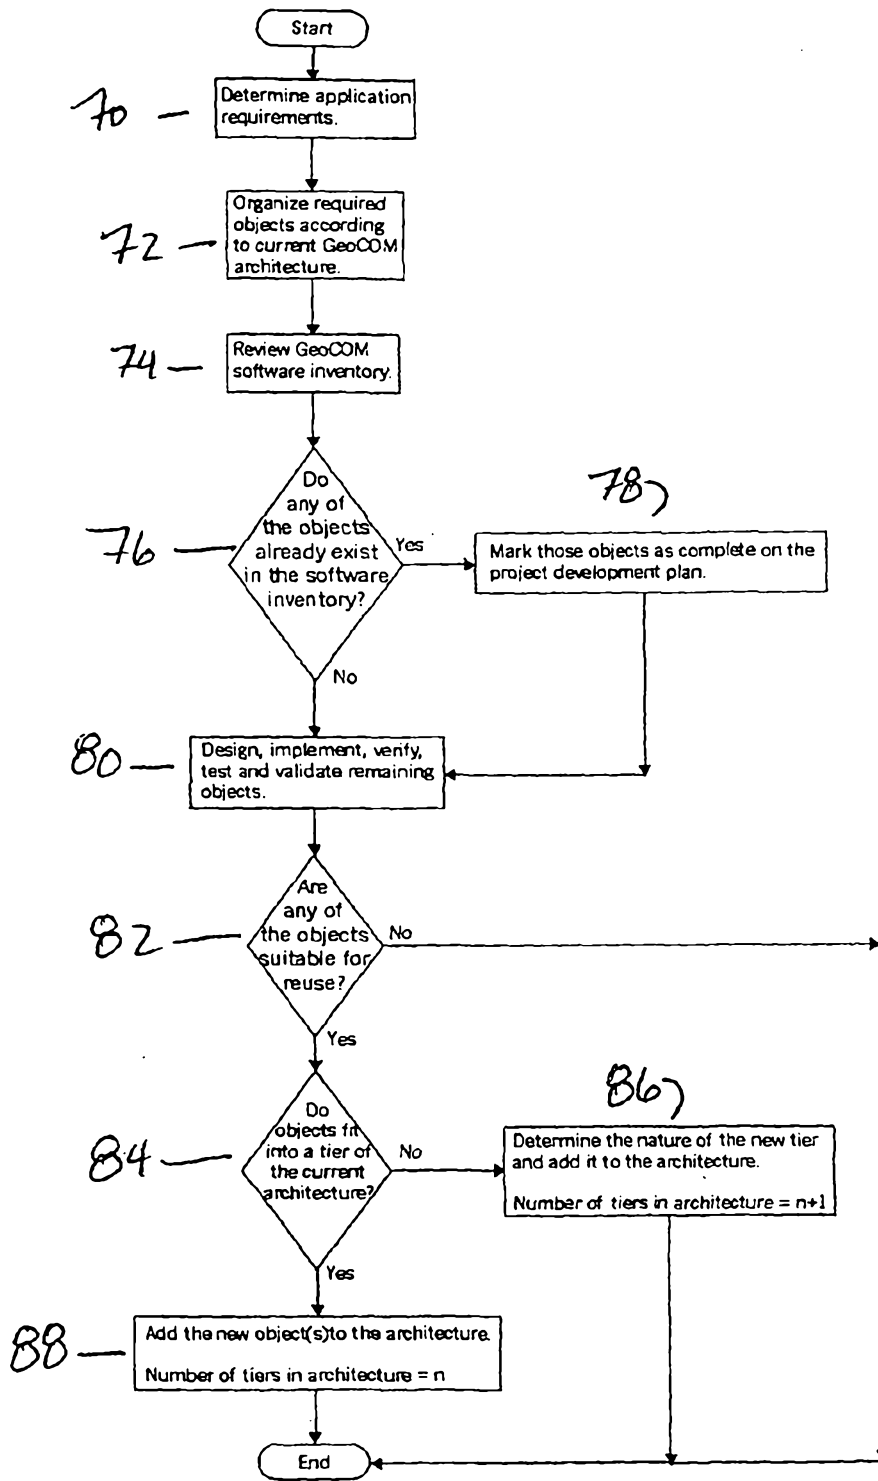 Start
70
Determine application
requirements.
72
Organize required
objects according
to current GeoCOM
architecture.
74
Review GeoCOM
software inventory.
76
Do
any of
the objects
already exist
in the software
inventory?
Yes
No
78
Mark those objects as complete on the
project development plan.
80
Design, implement, verify,
test and validate remaining
objects.
82
Are
any of
the objects
suitable for
reuse?
No
Yes
84
Do
objects fit
into a tier of
the current
architecture?
No
Yes
86
Determine the nature of the new tier
and add it to the architecture.
Number of tiers in architecture = n+1
88
Add the new object(s)to the architecture.
Number of tiers in architecture = n
End